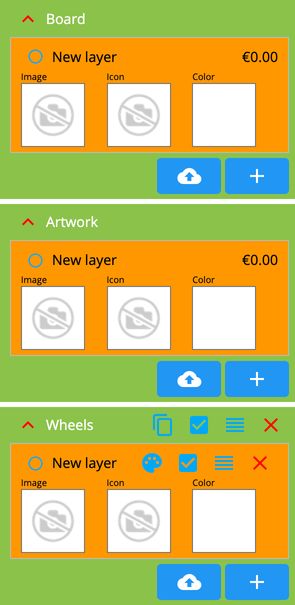 Board
New layer €0.00
Image Icon Color
Artwork
New layer €0.00
Image Icon Color
Wheels
New layer
Image Icon Color